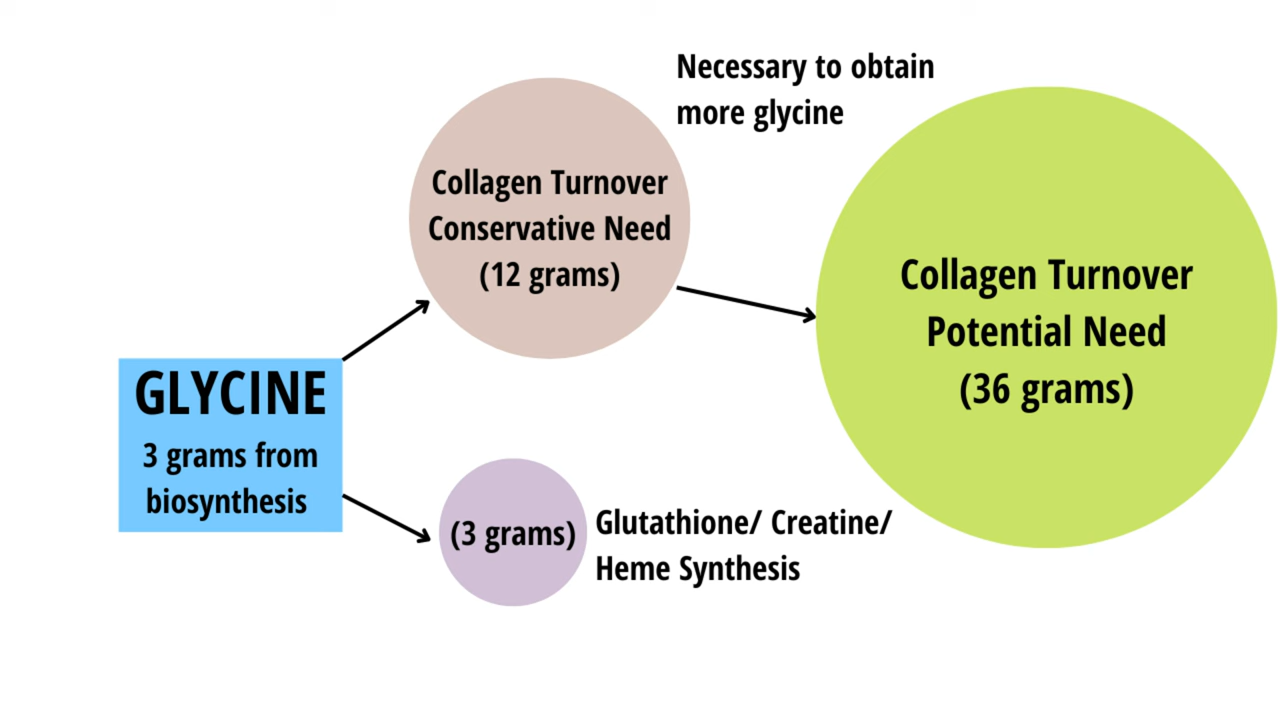 Necessary to obtain
more glycine
Collagen Turnover
Conservative Need
(12 grams)
Collagen Turnover
Potential Need
(36 grams)
GLYCINE
3 grams from
biosynthesis
(3 grams)
Glutathione/ Creatine/
Heme Synthesis